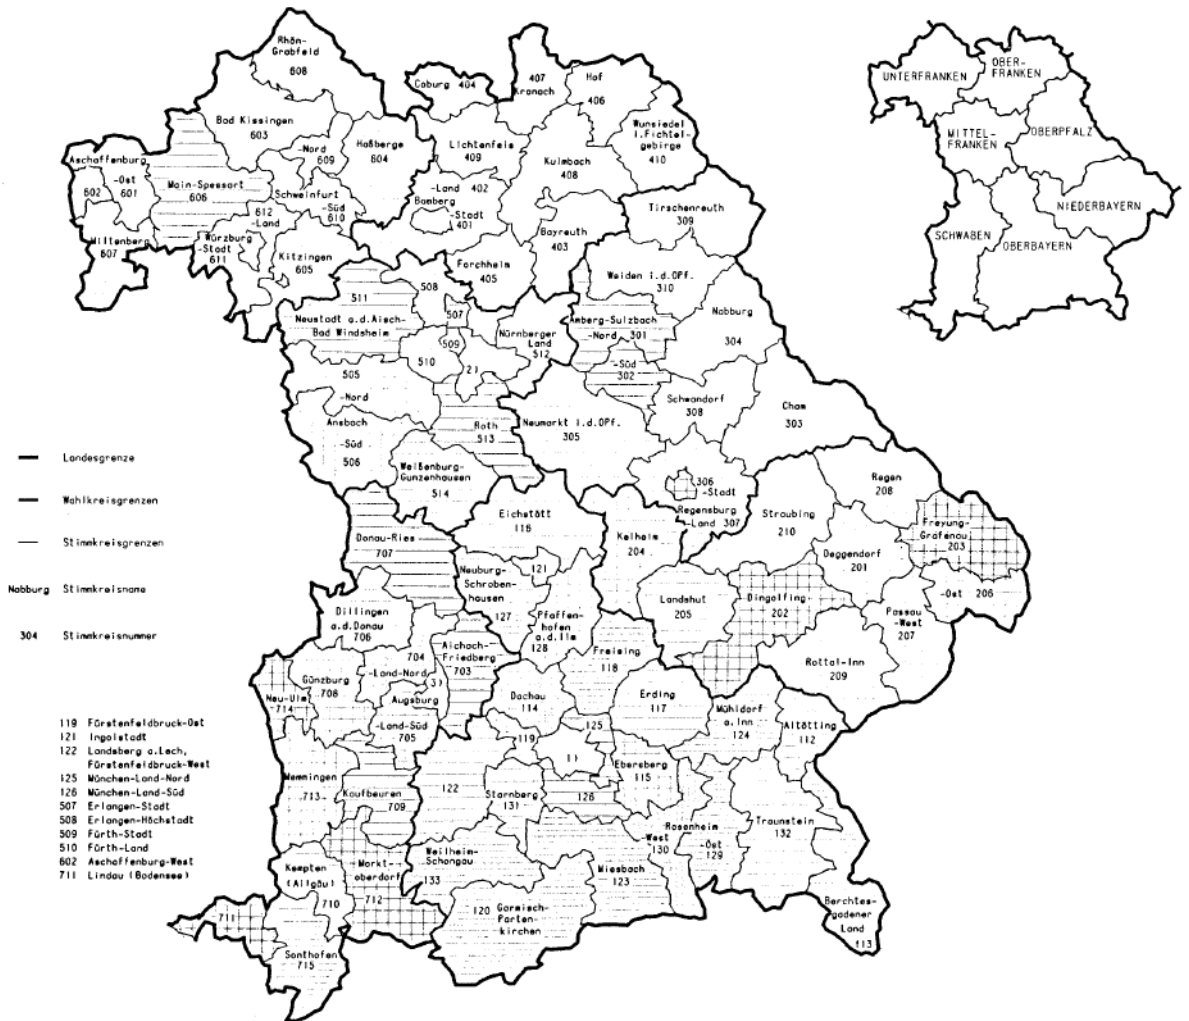 Rhön-
Grabfeld
608
Coburg 404
407
Kronach
Hof
406
Bad Kissingen
603
-Nord
609
Haßberge
604
Lichtenfels
409
Kulmbach
408
Wunsiedel
i.Fichtel-
gebirge
410
Aschaffenburg
602
-Ost
601
Main-Spessart
606
Schweinfurt
-Süd
610
-Land 402
Bamberg
-Stadt
401
Bayreuth
403
Tirschenreuth
309
Miltenberg
607
612
-Land
Würzburg
-Stadt
611
Kitzingen
605
Forchheim
405
Weiden i.d.OPf.
310
511
Neustadt a.d.Aisch-
Bad Windsheim
508
507
509
510
21
Nürnberger
Land
512
Amberg-Sulzbach
-Nord 301
-Süd
302
Nabburg
304
505
-Nord
Ansbach
-Süd
506
Roth
513
Neumarkt i.d.OPf.
305
Schwandorf
308
Cham
303
Weißenburg-
Gunzenhausen
514
306
-Stadt
Regensburg
-Land 307
Eichstätt
116
Kelheim
204
Straubing
210
Regen
208
Freyung-
Grafenau
203
Donau-Ries
707
Neuburg-
Schroben-
hausen
127
121
Pfaffen-
hofen
a.d.Ilm
128
Landshut
205
Dingolfing
202
Deggendorf
201
-Ost 206
Passau
-West
207
Dillingen
a.d.Donau
706
Aichach-
Friedberg
703
Freising
118
Rottal-Inn
209
Neu-Ulm
714
Günzburg
708
704
-Land-Nord
31
Augsburg
-Land-Süd
705
Dachau
114
Erding
117
Mühldorf
a.Inn
124
Altötting
112
119
125
11
Ebersberg
115
126
Memmingen
713
Kaufbeuren
709
122
Starnberg
131
Rosenheim
-West
130
-Ost
129
Traunstein
132
Kempten
(Allgäu)
710
Markt-
oberdorf
712
Weilheim-
Schongau
133
Miesbach
123
120
Garmisch-
Parten-
kirchen
Berchtes-
gadener
Land
113
711
Sonthofen
715
UNTERFRANKEN
OBER-
FRANKEN
MITTEL-
FRANKEN
OBERPFALZ
NIEDERBAYERN
SCHWABEN
OBERBAYERN
Landesgrenze
Wahlkreisgrenzen
Stimmkreisgrenzen
Nabburg Stimmkreisname
304 Stimmkreisnummer
119 Fürstenfeldbruck-Ost
121 Ingolstadt
122 Landsberg a.Lech,
Fürstenfeldbruck-West
125 München-Land-Nord
126 München-Land-Süd
507 Erlangen-Stadt
508 Erlangen-Höchstadt
509 Fürth-Stadt
510 Fürth-Land
602 Aschaffenburg-West
711 Lindau (Bodensee)